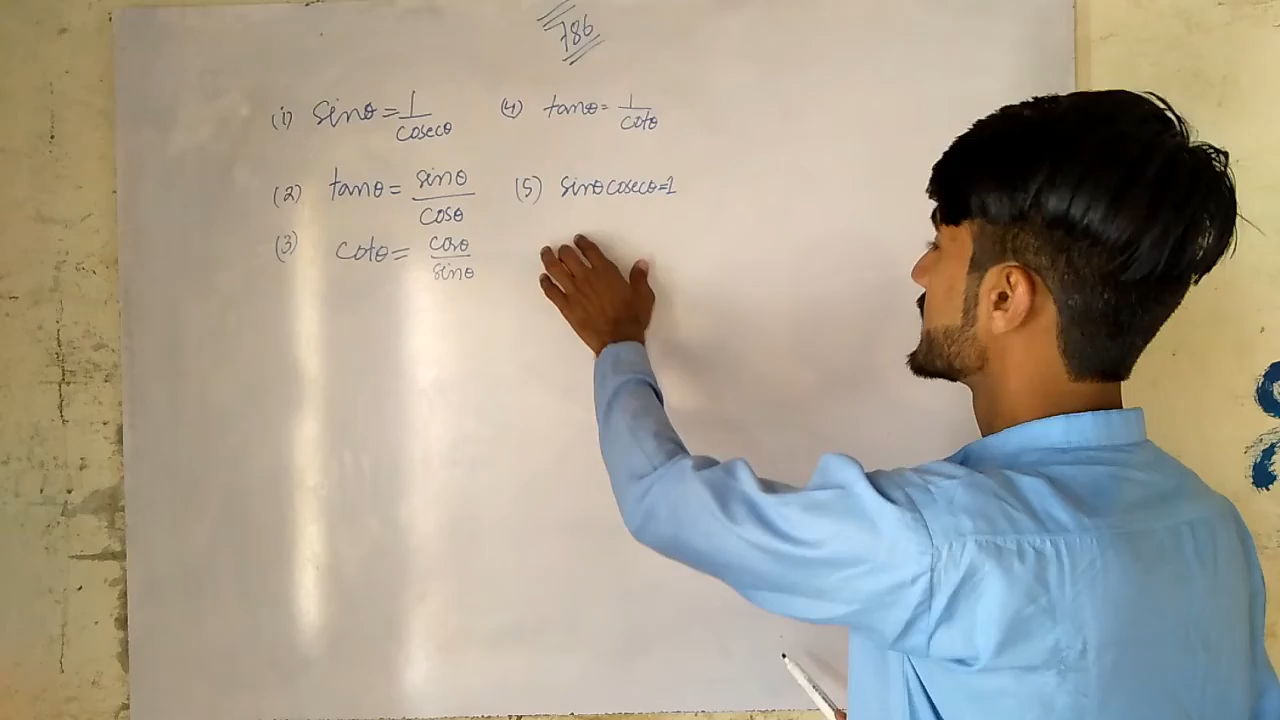 786
(1) sinθ = 1/cosecθ
(2) tanθ = sinθ/cosθ
(3) cotθ = cosθ/sinθ
(4) tanθ = 1/cotθ
(5) sinθ cosecθ = 1